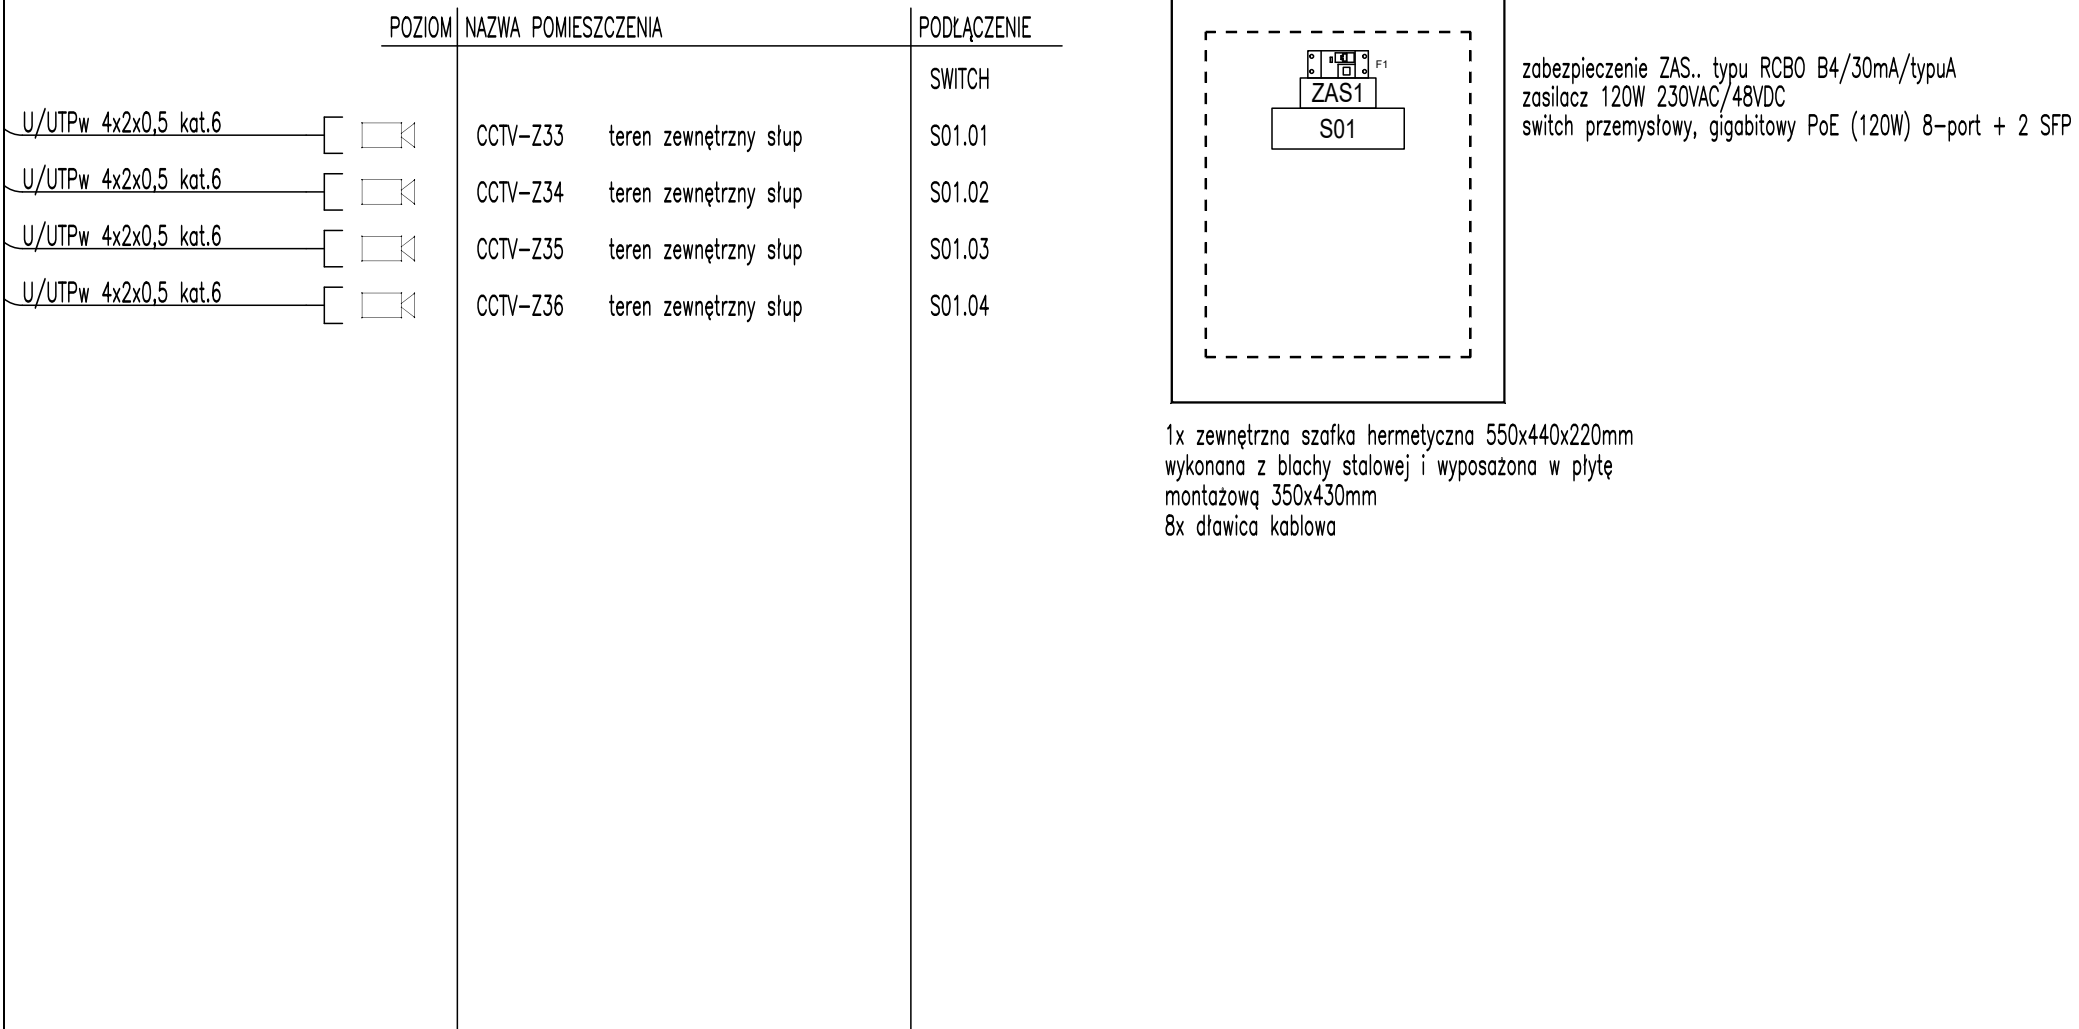 POZIOM NAZWA POMIESZCZENIA PODŁĄCZENIE
SWITCH
U/UTPw 4x2x0,5 kat.6 CCTV-Z33 teren zewnętrzny słup S01.01
U/UTPw 4x2x0,5 kat.6 CCTV-Z34 teren zewnętrzny słup S01.02
U/UTPw 4x2x0,5 kat.6 CCTV-Z35 teren zewnętrzny słup S01.03
U/UTPw 4x2x0,5 kat.6 CCTV-Z36 teren zewnętrzny słup S01.04
F1
ZAS1
S01
zabezpieczenie ZAS.. typu RCBO B4/30mA/typuA
zasilacz 120W 230VAC/48VDC
switch przemysłowy, gigabitowy PoE (120W) 8-port + 2 SFP
1x zewnętrzna szafka hermetyczna 550x440x220mm
wykonana z blachy stalowej i wyposażona w płytę
montażową 350x430mm
8x dławica kablowa